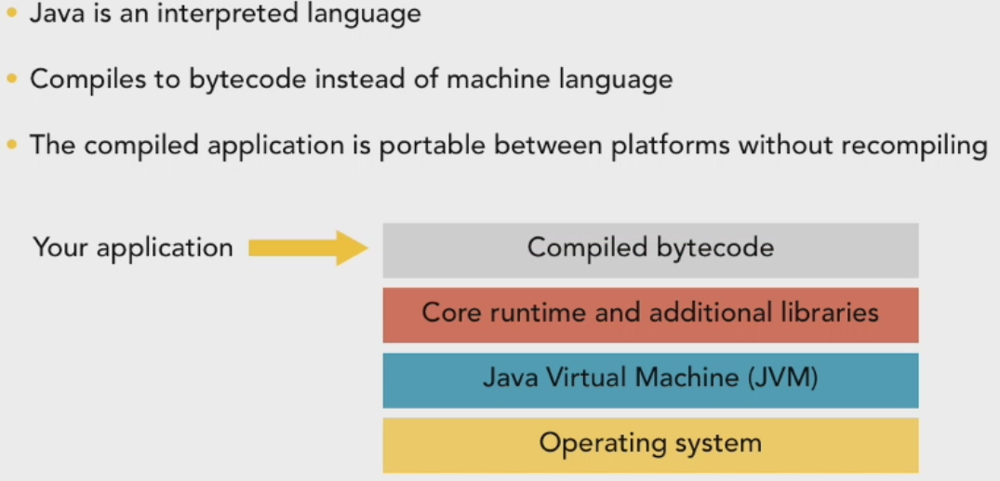 • Java is an interpreted language
• Compiles to bytecode instead of machine language
• The compiled application is portable between platforms without recompiling
Your application
Compiled bytecode
Core runtime and additional libraries
Java Virtual Machine (JVM)
Operating system